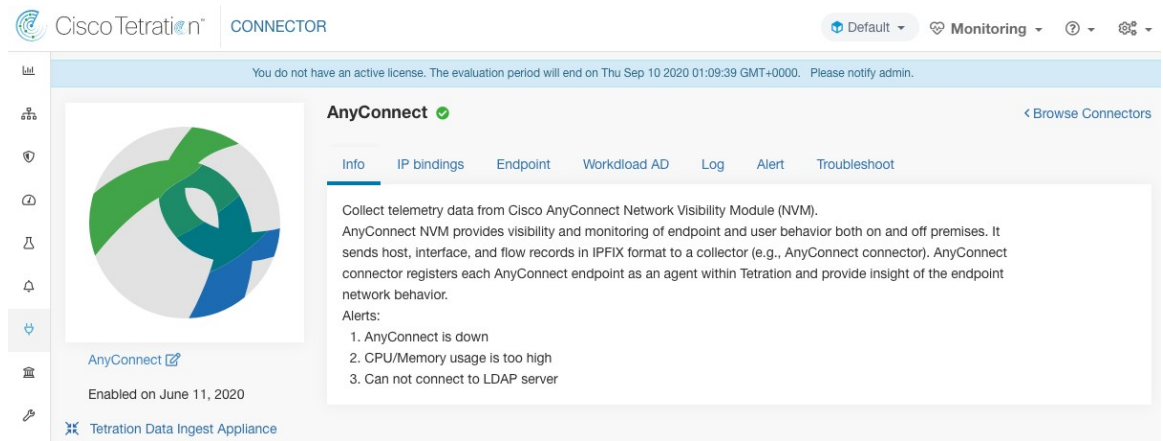 Cisco Tetration™ CONNECTOR Default Monitoring
You do not have an active license. The evaluation period will end on Thu Sep 10 2020 01:09:39 GMT+0000. Please notify admin.
AnyConnect
Browse Connectors
Info IP bindings Endpoint Workdload AD Log Alert Troubleshoot
Collect telemetry data from Cisco AnyConnect Network Visibility Module (NVM).
AnyConnect NVM provides visibility and monitoring of endpoint and user behavior both on and off premises. It
sends host, interface, and flow records in IPFIX format to a collector (e.g., AnyConnect connector). AnyConnect
connector registers each AnyConnect endpoint as an agent within Tetration and provide insight of the endpoint
network behavior.
Alerts:
1. AnyConnect is down
2. CPU/Memory usage is too high
3. Can not connect to LDAP server
AnyConnect
Enabled on June 11, 2020
Tetration Data Ingest Appliance